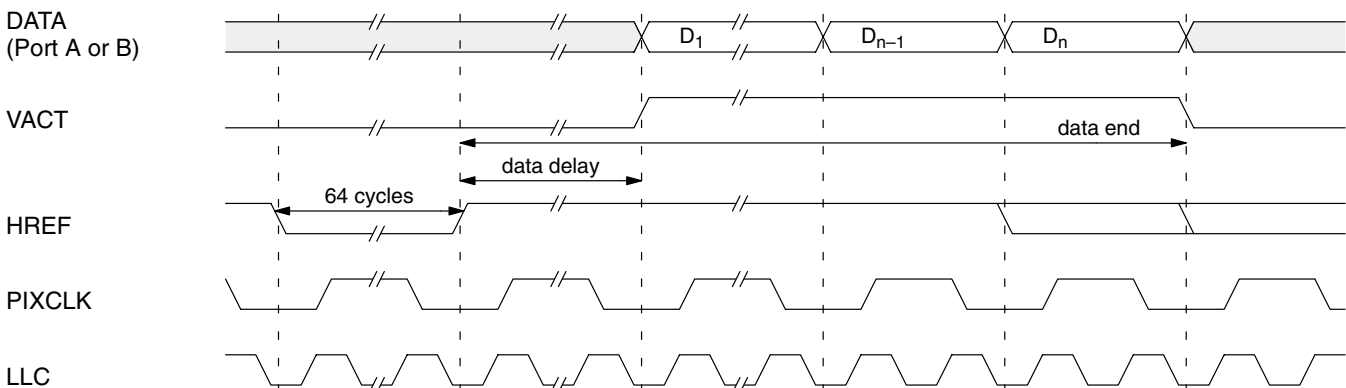 DATA
(Port A or B)
D1
Dn–1
Dn
VACT
data end
data delay
64 cycles
HREF
PIXCLK
LLC